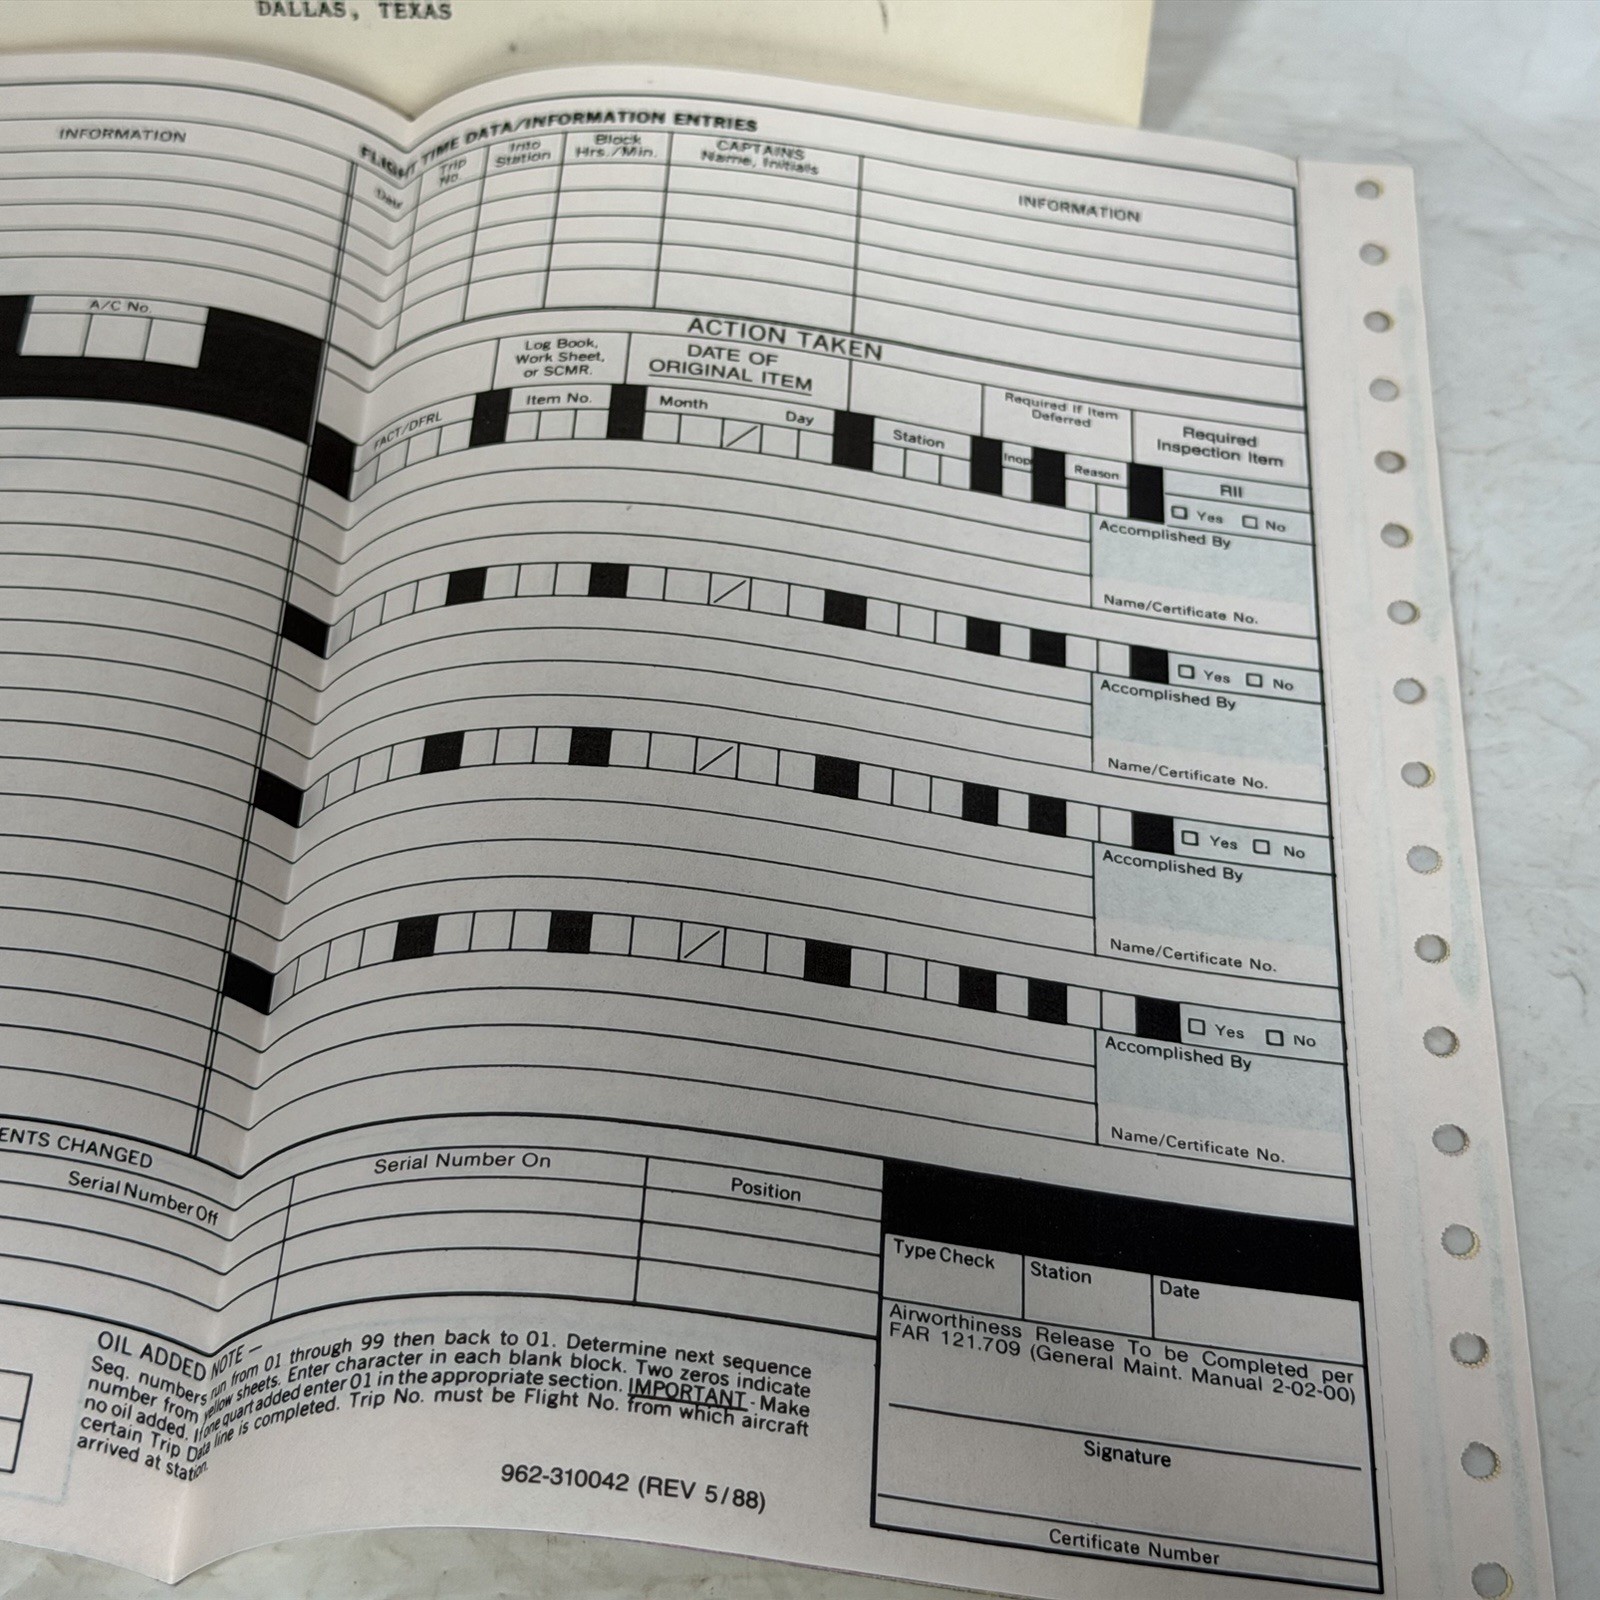 DALLAS, TEXAS
INFORMATION
FLIGHT TIME DATA/INFORMATION ENTRIES
Date
Trip No.
Into Station
Block Hrs./Min.
CAPTAINS Name, Initials
INFORMATION
A/C No.
ACTION TAKEN
FACT/DFRL
Log Book,
Work Sheet,
or SCMR.
Item No.
DATE OF
ORIGINAL ITEM
Month Day
Station
Required If Item
Deferred
Inop
Reason
Required
Inspection Item
RII
Yes No
Accomplished By
Name/Certificate No.
Yes No
Accomplished By
Name/Certificate No.
Yes No
Accomplished By
Name/Certificate No.
Yes No
Accomplished By
Name/Certificate No.
ENTS CHANGED
Serial Number Off
Serial Number On
Position
Type Check
Station
Date
Airworthiness Release To be Completed per
FAR 121.709 (General Maint. Manual 2-02-00)
Signature
Certificate Number
OIL ADDED NOTE —
Seq. numbers run from 01 through 99 then back to 01. Determine next sequence
number from yellow sheets. Enter character in each blank block. Two zeros indicate
no oil added. If one quart added enter 01 in the appropriate section. IMPORTANT - Make
certain Trip Data line is completed. Trip No. must be Flight No. from which aircraft
arrived at station.
962-310042 (REV 5/88)